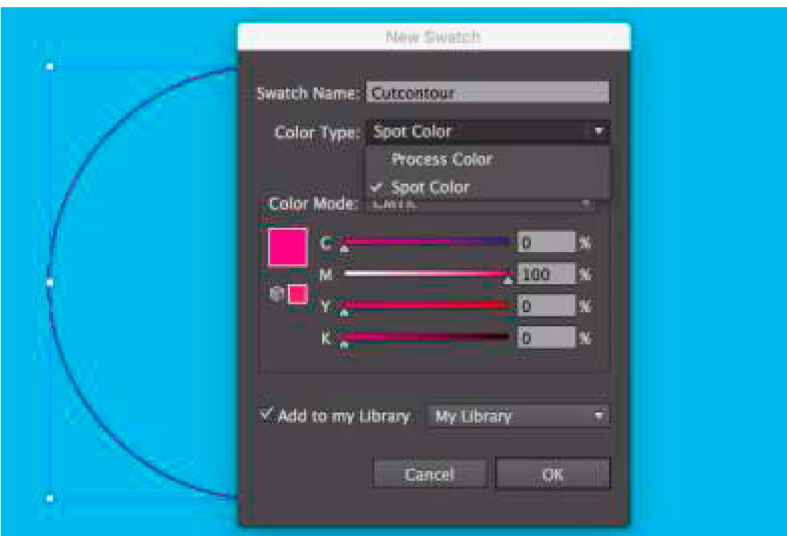 New Swatch
Swatch Name: Cutcontour
Color Type: Spot Color
Process Color
✓ Spot Color
Color Mode: CMYK
C 0 %
M 100 %
Y 0 %
K 0 %
✓ Add to my Library My Library
Cancel OK